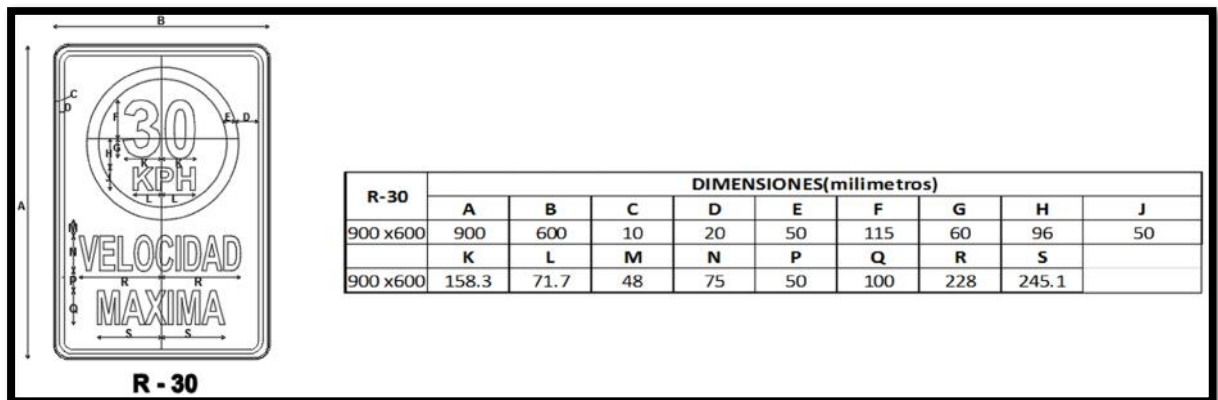 B
C
D
F
30
E D
G
H
K K
KPH
J
L L
A
M
VELOCIDAD
N
P
R R
MAXIMA
Q
S S
R - 30
R-30 DIMENSIONES(milimetros)
A B C D E F G H J
900 x600 900 600 10 20 50 115 60 96 50
K L M N P Q R S
900 x600 158.3 71.7 48 75 50 100 228 245.1